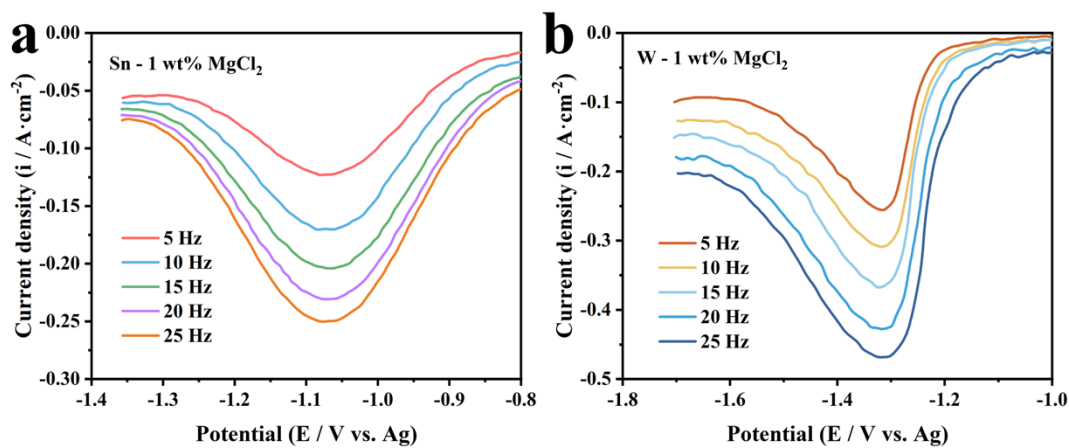 a
Sn - 1 wt% MgCl₂
5 Hz
10 Hz
15 Hz
20 Hz
25 Hz
0.00
-0.05
-0.10
-0.15
-0.20
-0.25
-0.30
Current density (i / A·cm⁻²)
-1.4
-1.3
-1.2
-1.1
-1.0
-0.9
-0.8
Potential (E / V vs. Ag)
b
W - 1 wt% MgCl₂
5 Hz
10 Hz
15 Hz
20 Hz
25 Hz
0.0
-0.1
-0.2
-0.3
-0.4
-0.5
Current density (i / A·cm⁻²)
-1.8
-1.6
-1.4
-1.2
-1.0
Potential (E / V vs. Ag)